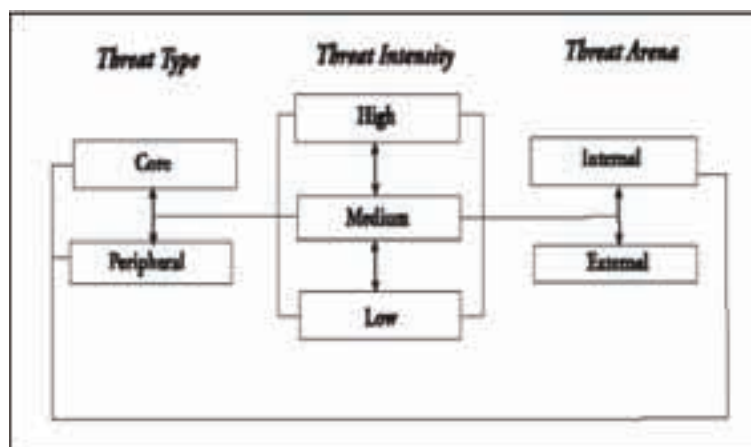 Threat Type
Threat Intensity
Threat Arena
High
Core
Internal
Medium
Peripheral
External
Low